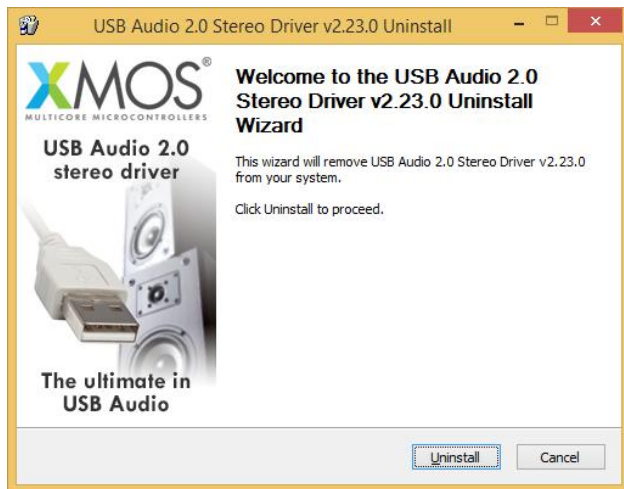 USB Audio 2.0 Stereo Driver v2.23.0 Uninstall
XMOS®
MULTICORE MICROCONTROLLERS
USB Audio 2.0
stereo driver
The ultimate in
USB Audio
Welcome to the USB Audio 2.0
Stereo Driver v2.23.0 Uninstall
Wizard
This wizard will remove USB Audio 2.0 Stereo Driver v2.23.0
from your system.
Click Uninstall to proceed.
Uninstall
Cancel